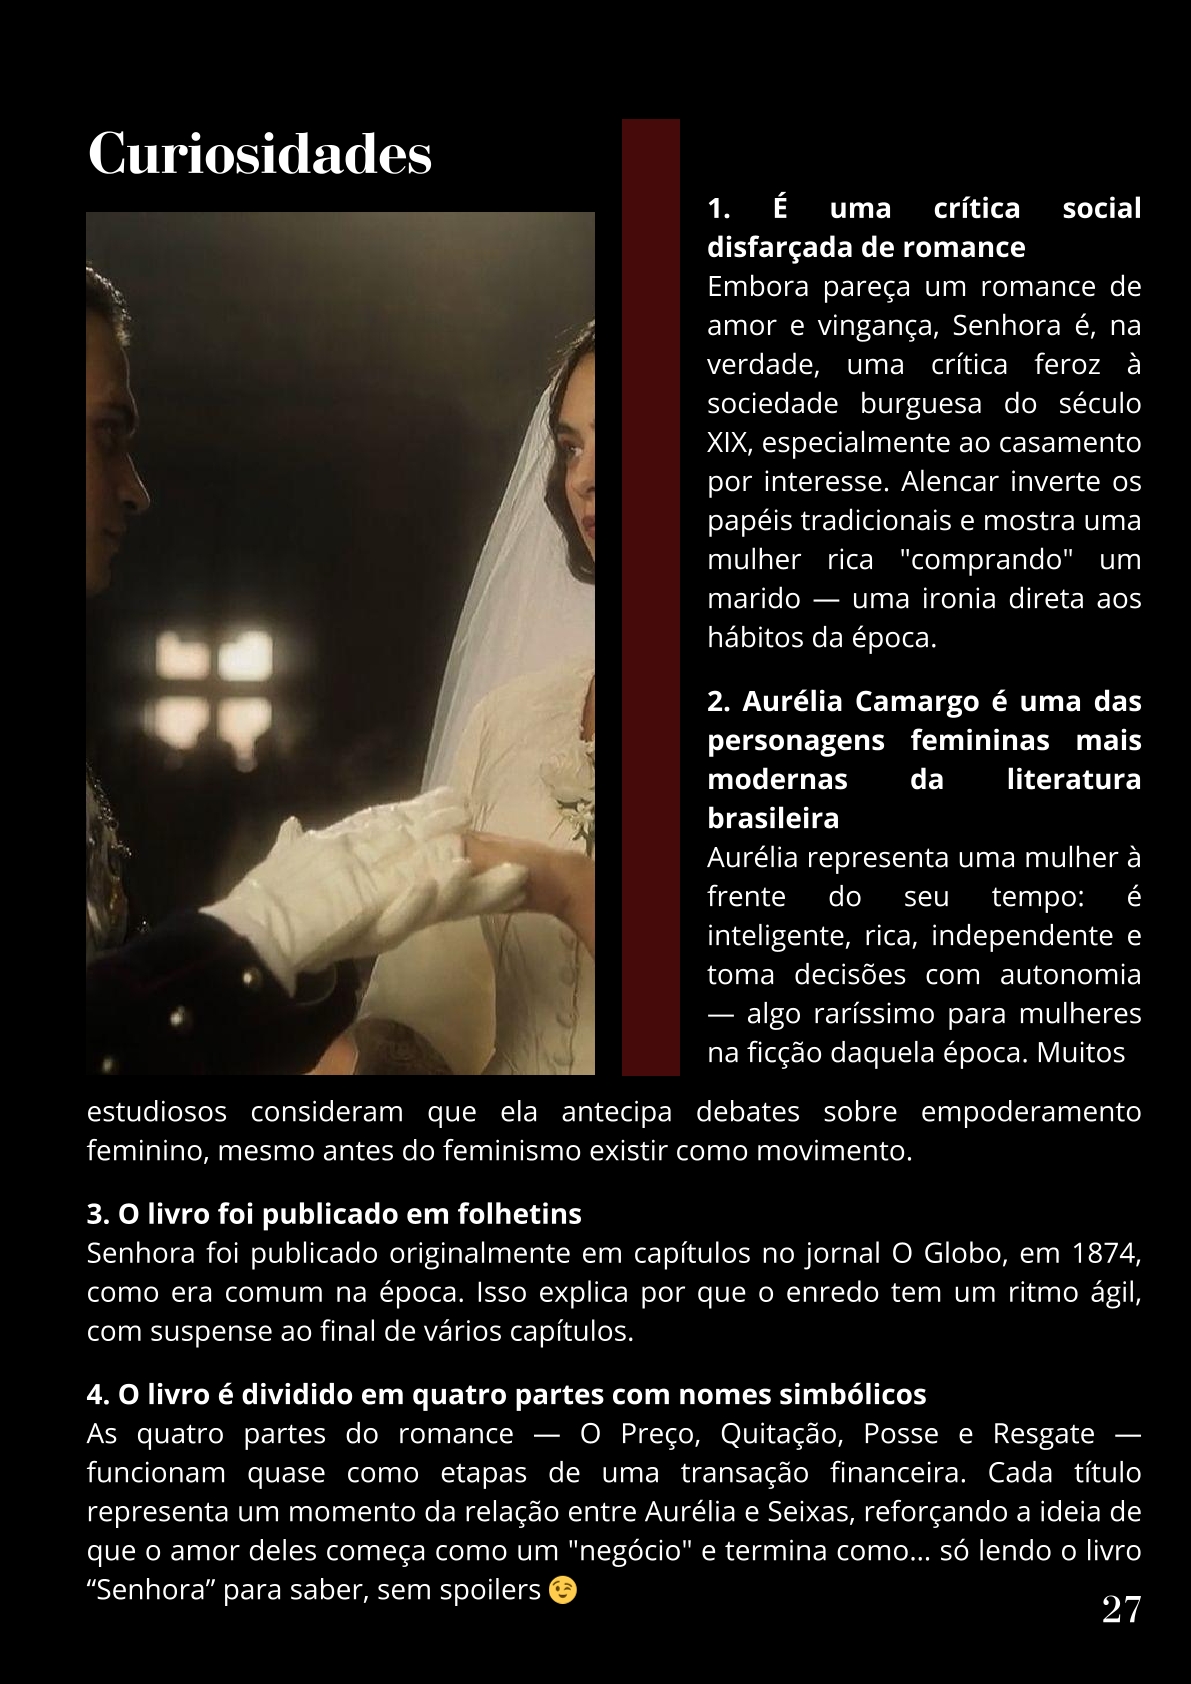 Curiosidades
1. É uma crítica social
disfarçada de romance
Embora pareça um romance de
amor e vingança, Senhora é, na
verdade, uma crítica feroz à
sociedade burguesa do século
XIX, especialmente ao casamento
por interesse. Alencar inverte os
papéis tradicionais e mostra uma
mulher rica "comprando" um
marido — uma ironia direta aos
hábitos da época.
2. Aurélia Camargo é uma das
personagens femininas mais
modernas da literatura
brasileira
Aurélia representa uma mulher à
frente do seu tempo: é
inteligente, rica, independente e
toma decisões com autonomia
— algo raríssimo para mulheres
na ficção daquela época. Muitos
estudiosos consideram que ela antecipa debates sobre empoderamento
feminino, mesmo antes do feminismo existir como movimento.
3. O livro foi publicado em folhetins
Senhora foi publicado originalmente em capítulos no jornal O Globo, em 1874,
como era comum na época. Isso explica por que o enredo tem um ritmo ágil,
com suspense ao final de vários capítulos.
4. O livro é dividido em quatro partes com nomes simbólicos
As quatro partes do romance — O Preço, Quitação, Posse e Resgate —
funcionam quase como etapas de uma transação financeira. Cada título
representa um momento da relação entre Aurélia e Seixas, reforçando a ideia de
que o amor deles começa como um "negócio" e termina como... só lendo o livro
“Senhora” para saber, sem spoilers 😉
27